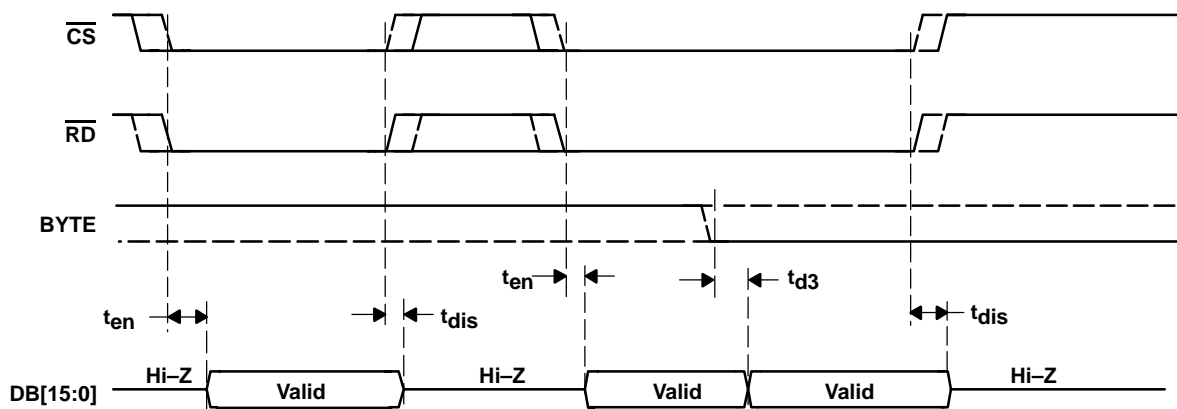 CS
RD
BYTE
ten
td3
ten
tdis
tdis
DB[15:0]
Hi–Z
Valid
Hi–Z
Valid
Valid
Hi–Z